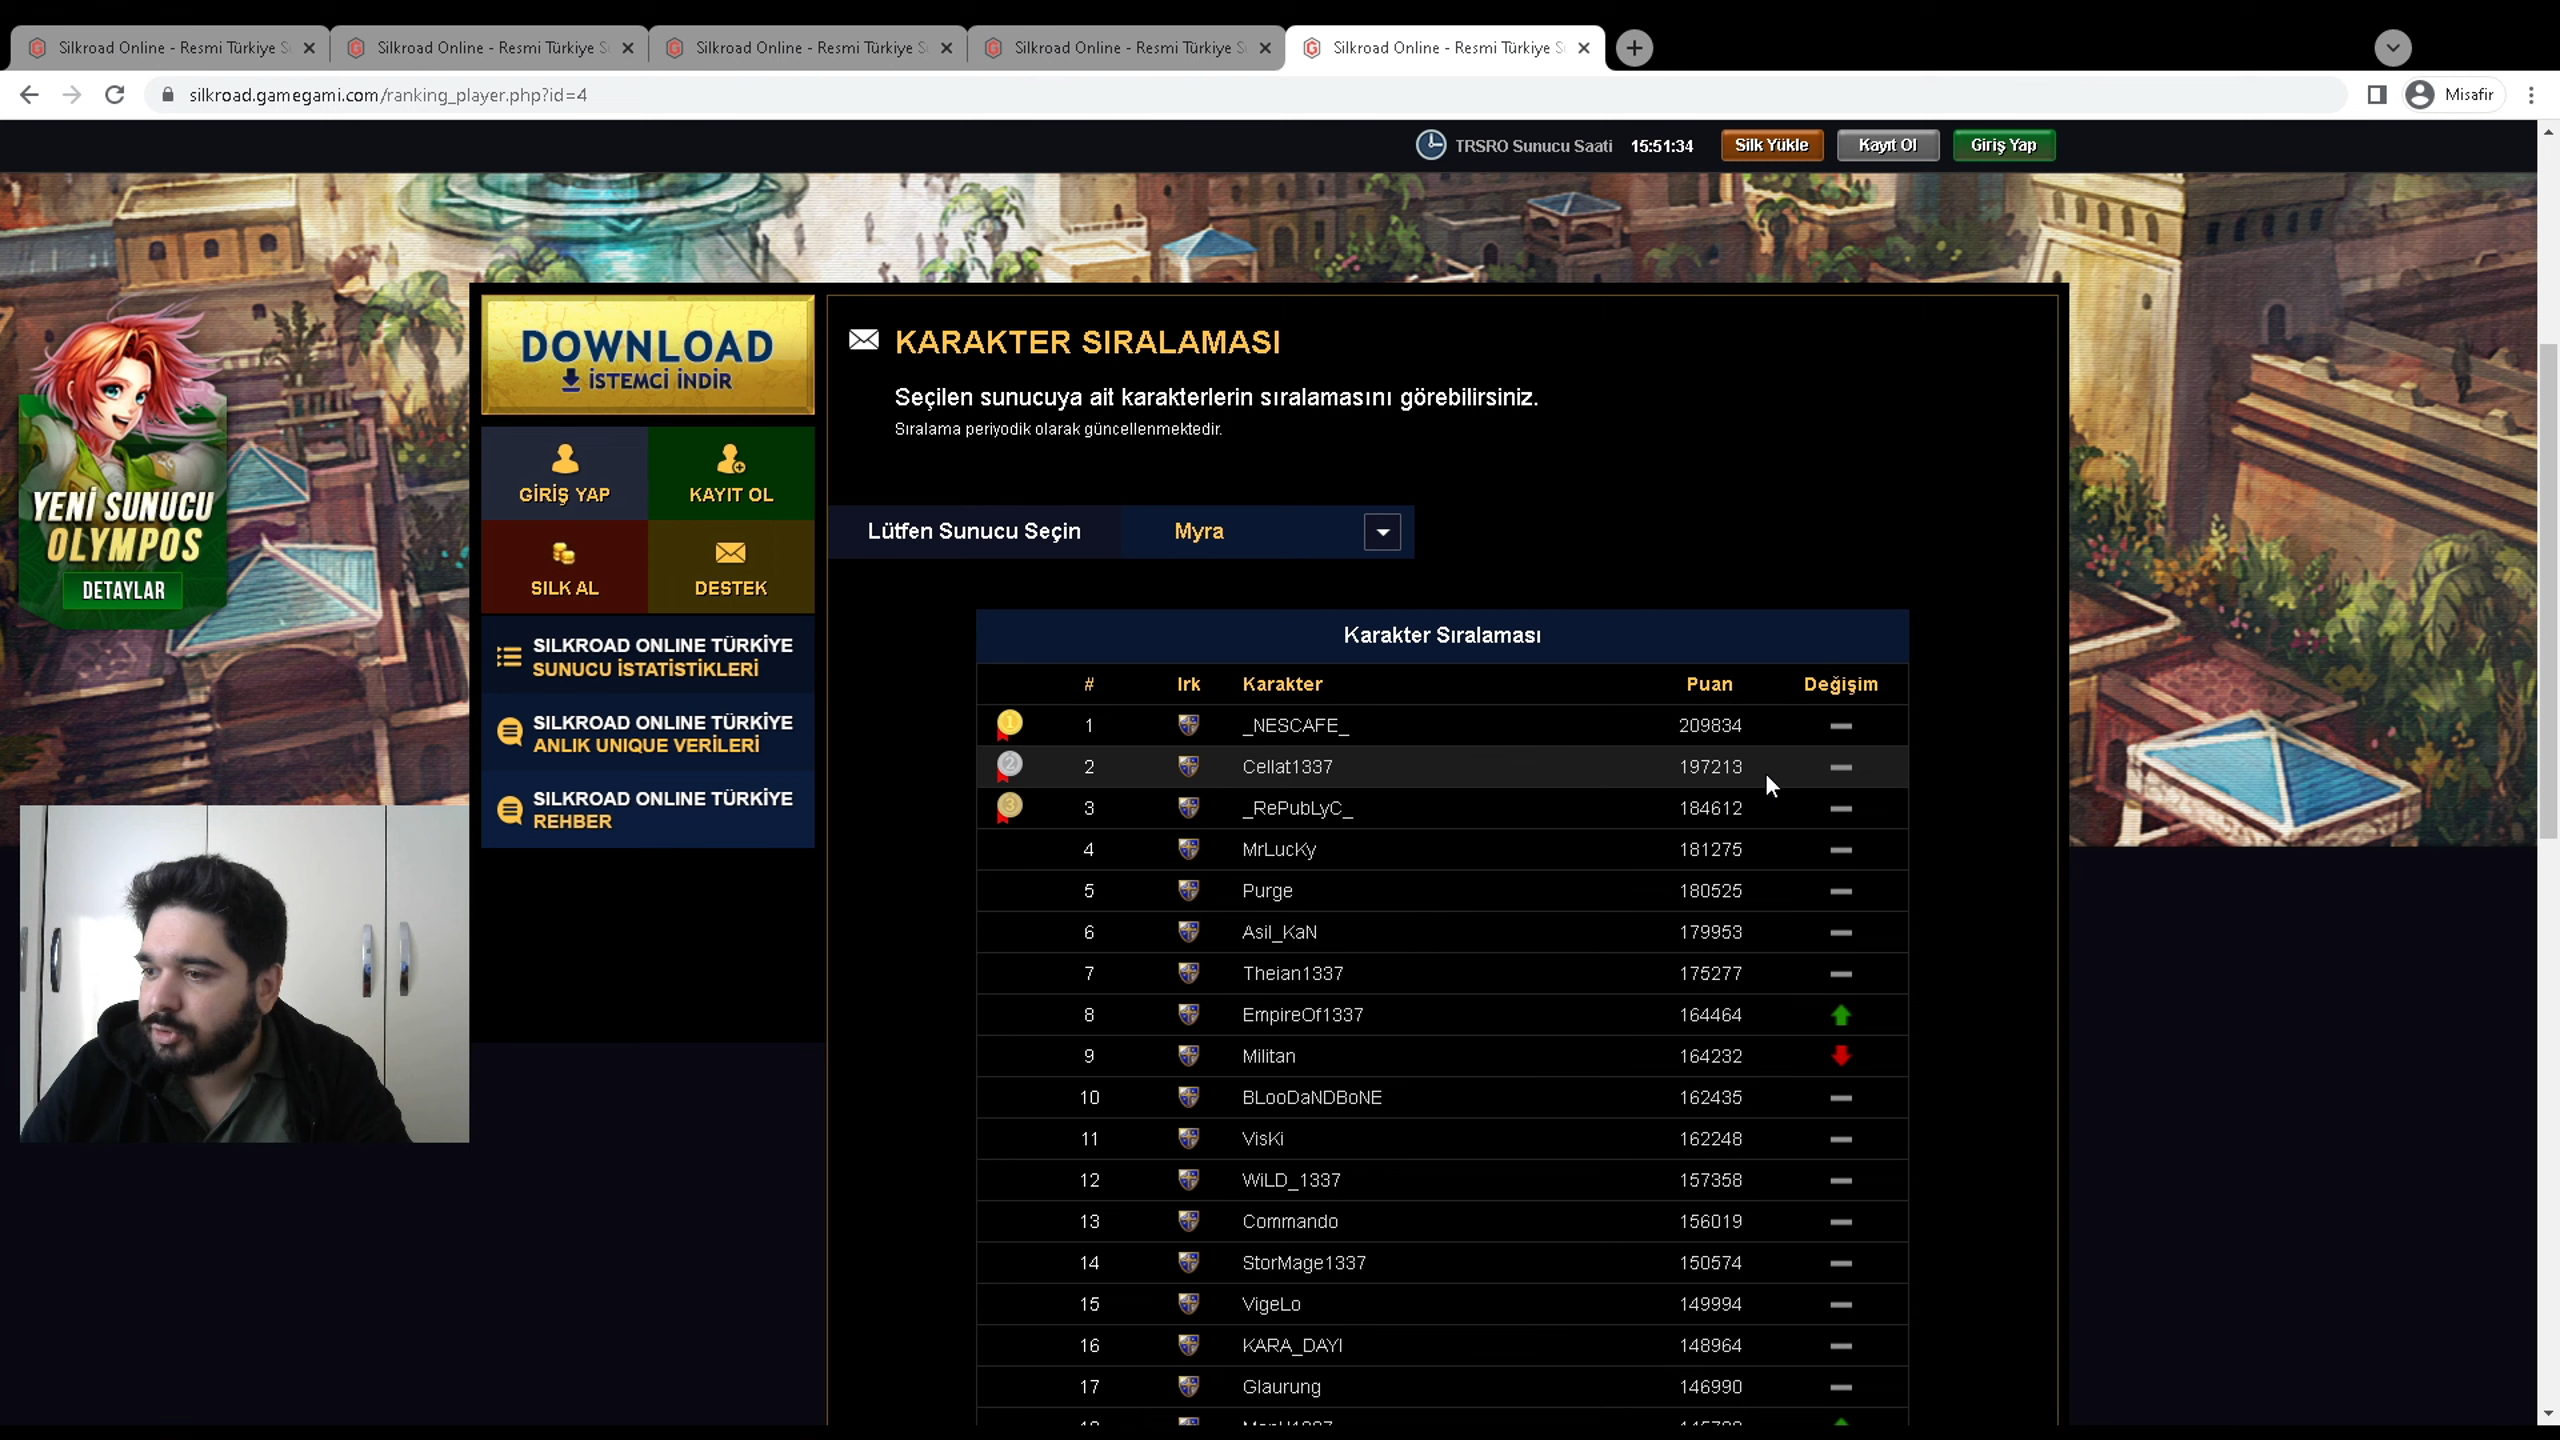 Silkroad Online - Resmi Türkiye S
Silkroad Online - Resmi Türkiye S
Silkroad Online - Resmi Türkiye S
Silkroad Online - Resmi Türkiye S
Silkroad Online - Resmi Türkiye S
silkroad.gamegami.com/ranking_player.php?id=4
Misafir
TRSRO Sunucu Saati 15:51:34
Silk Yükle
Kayıt Ol
Giriş Yap
YENİ SUNUCU
OLYMPOS
DETAYLAR
DOWNLOAD
İSTEMCİ İNDİR
GİRİŞ YAP
KAYIT OL
SILK AL
DESTEK
SILKROAD ONLINE TÜRKİYE
SUNUCU İSTATİSTİKLERİ
SILKROAD ONLINE TÜRKİYE
ANLIK UNIQUE VERİLERİ
SILKROAD ONLINE TÜRKİYE
REHBER
KARAKTER SIRALAMASI
Seçilen sunucuya ait karakterlerin sıralamasını görebilirsiniz.
Sıralama periyodik olarak güncellenmektedir.
Lütfen Sunucu Seçin Myra
Karakter Sıralaması
# Irk Karakter Puan Değişim
1 1 _NESCAFE_ 209834
2 2 Cellat1337 197213
3 3 _RePubLyC_ 184612
4 MrLucKy 181275
5 Purge 180525
6 Asil_KaN 179953
7 Theian1337 175277
8 EmpireOf1337 164464
9 Militan 164232
10 BLooDaNDBoNE 162435
11 VisKi 162248
12 WiLD_1337 157358
13 Commando 156019
14 StorMage1337 150574
15 VigeLo 149994
16 KARA_DAYI 148964
17 Glaurung 146990